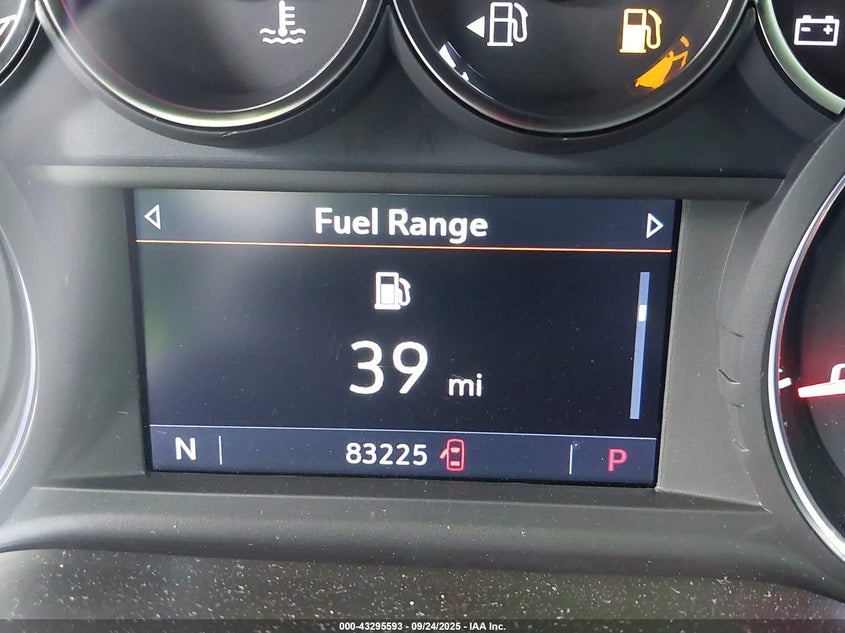 Fuel Range
39 mi
N 83225 P
000-43295593 - 09/24/2025 - IAA Inc.